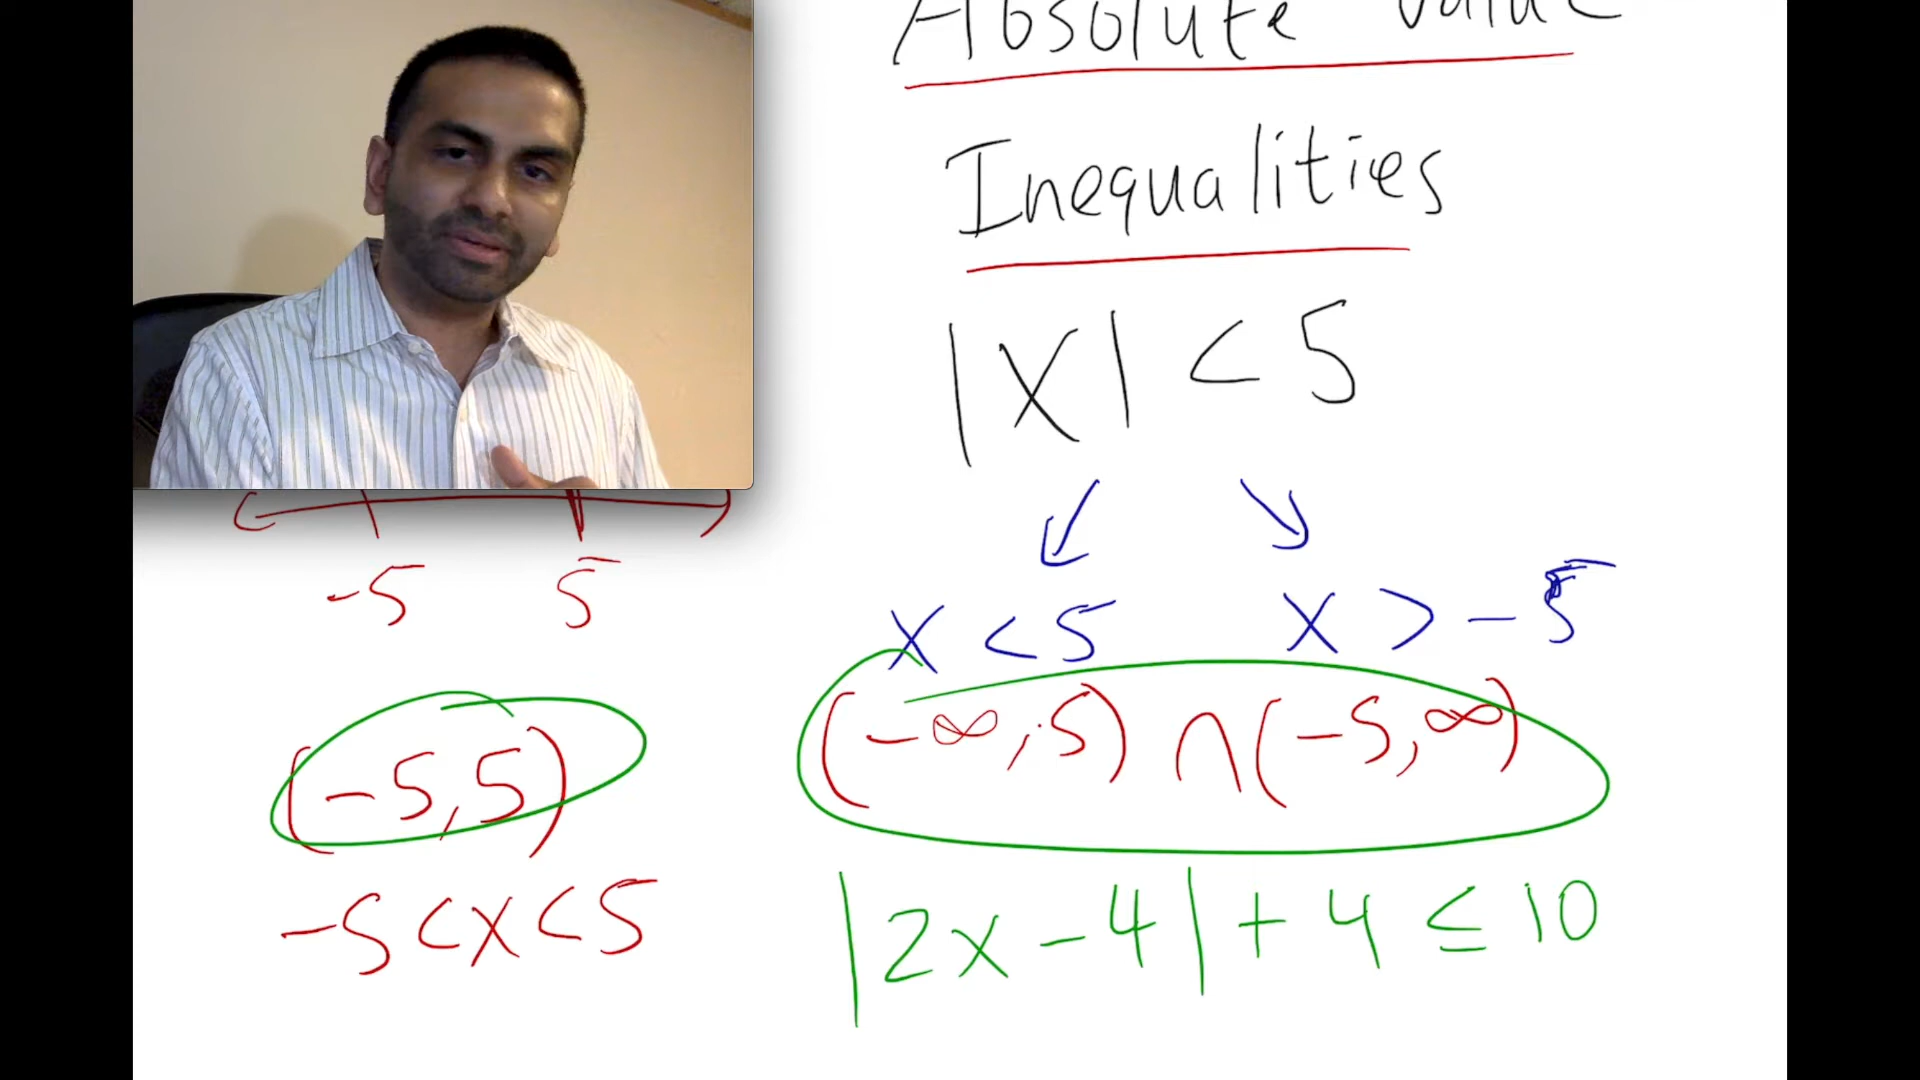 Absolute Value
Inequalities
|x| < 5
-5 5
x < 5 x > -5
(-∞, 5) ∩ (-5, ∞)
(-5, 5)
-5 < x < 5
|2x - 4| + 4 ≤ 10